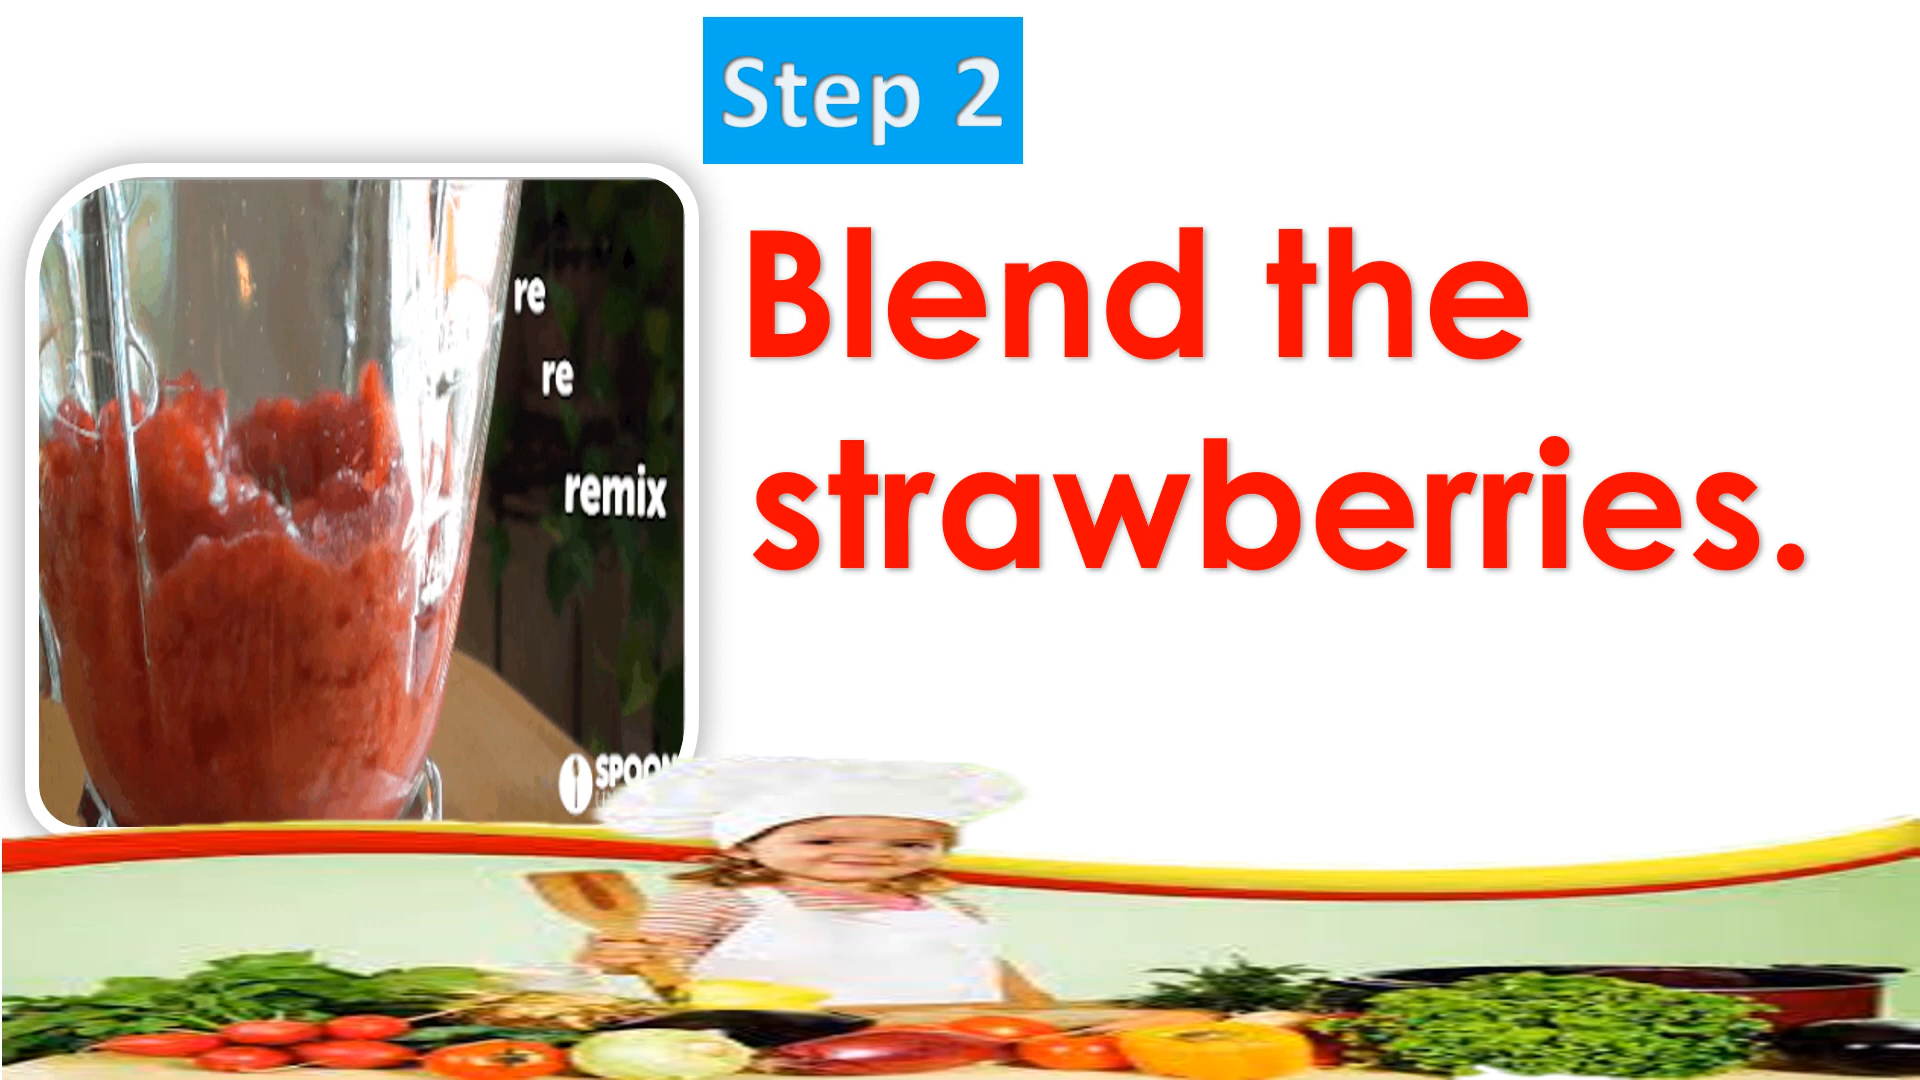 Step 2
Blend the
strawberries.
re
re
remix